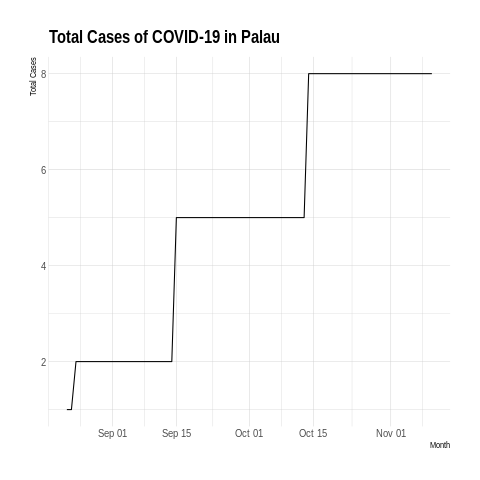 Total Cases of COVID-19 in Palau
Total Cases
8
6
4
2
Sep 01 Sep 15 Oct 01 Oct 15 Nov 01
Month